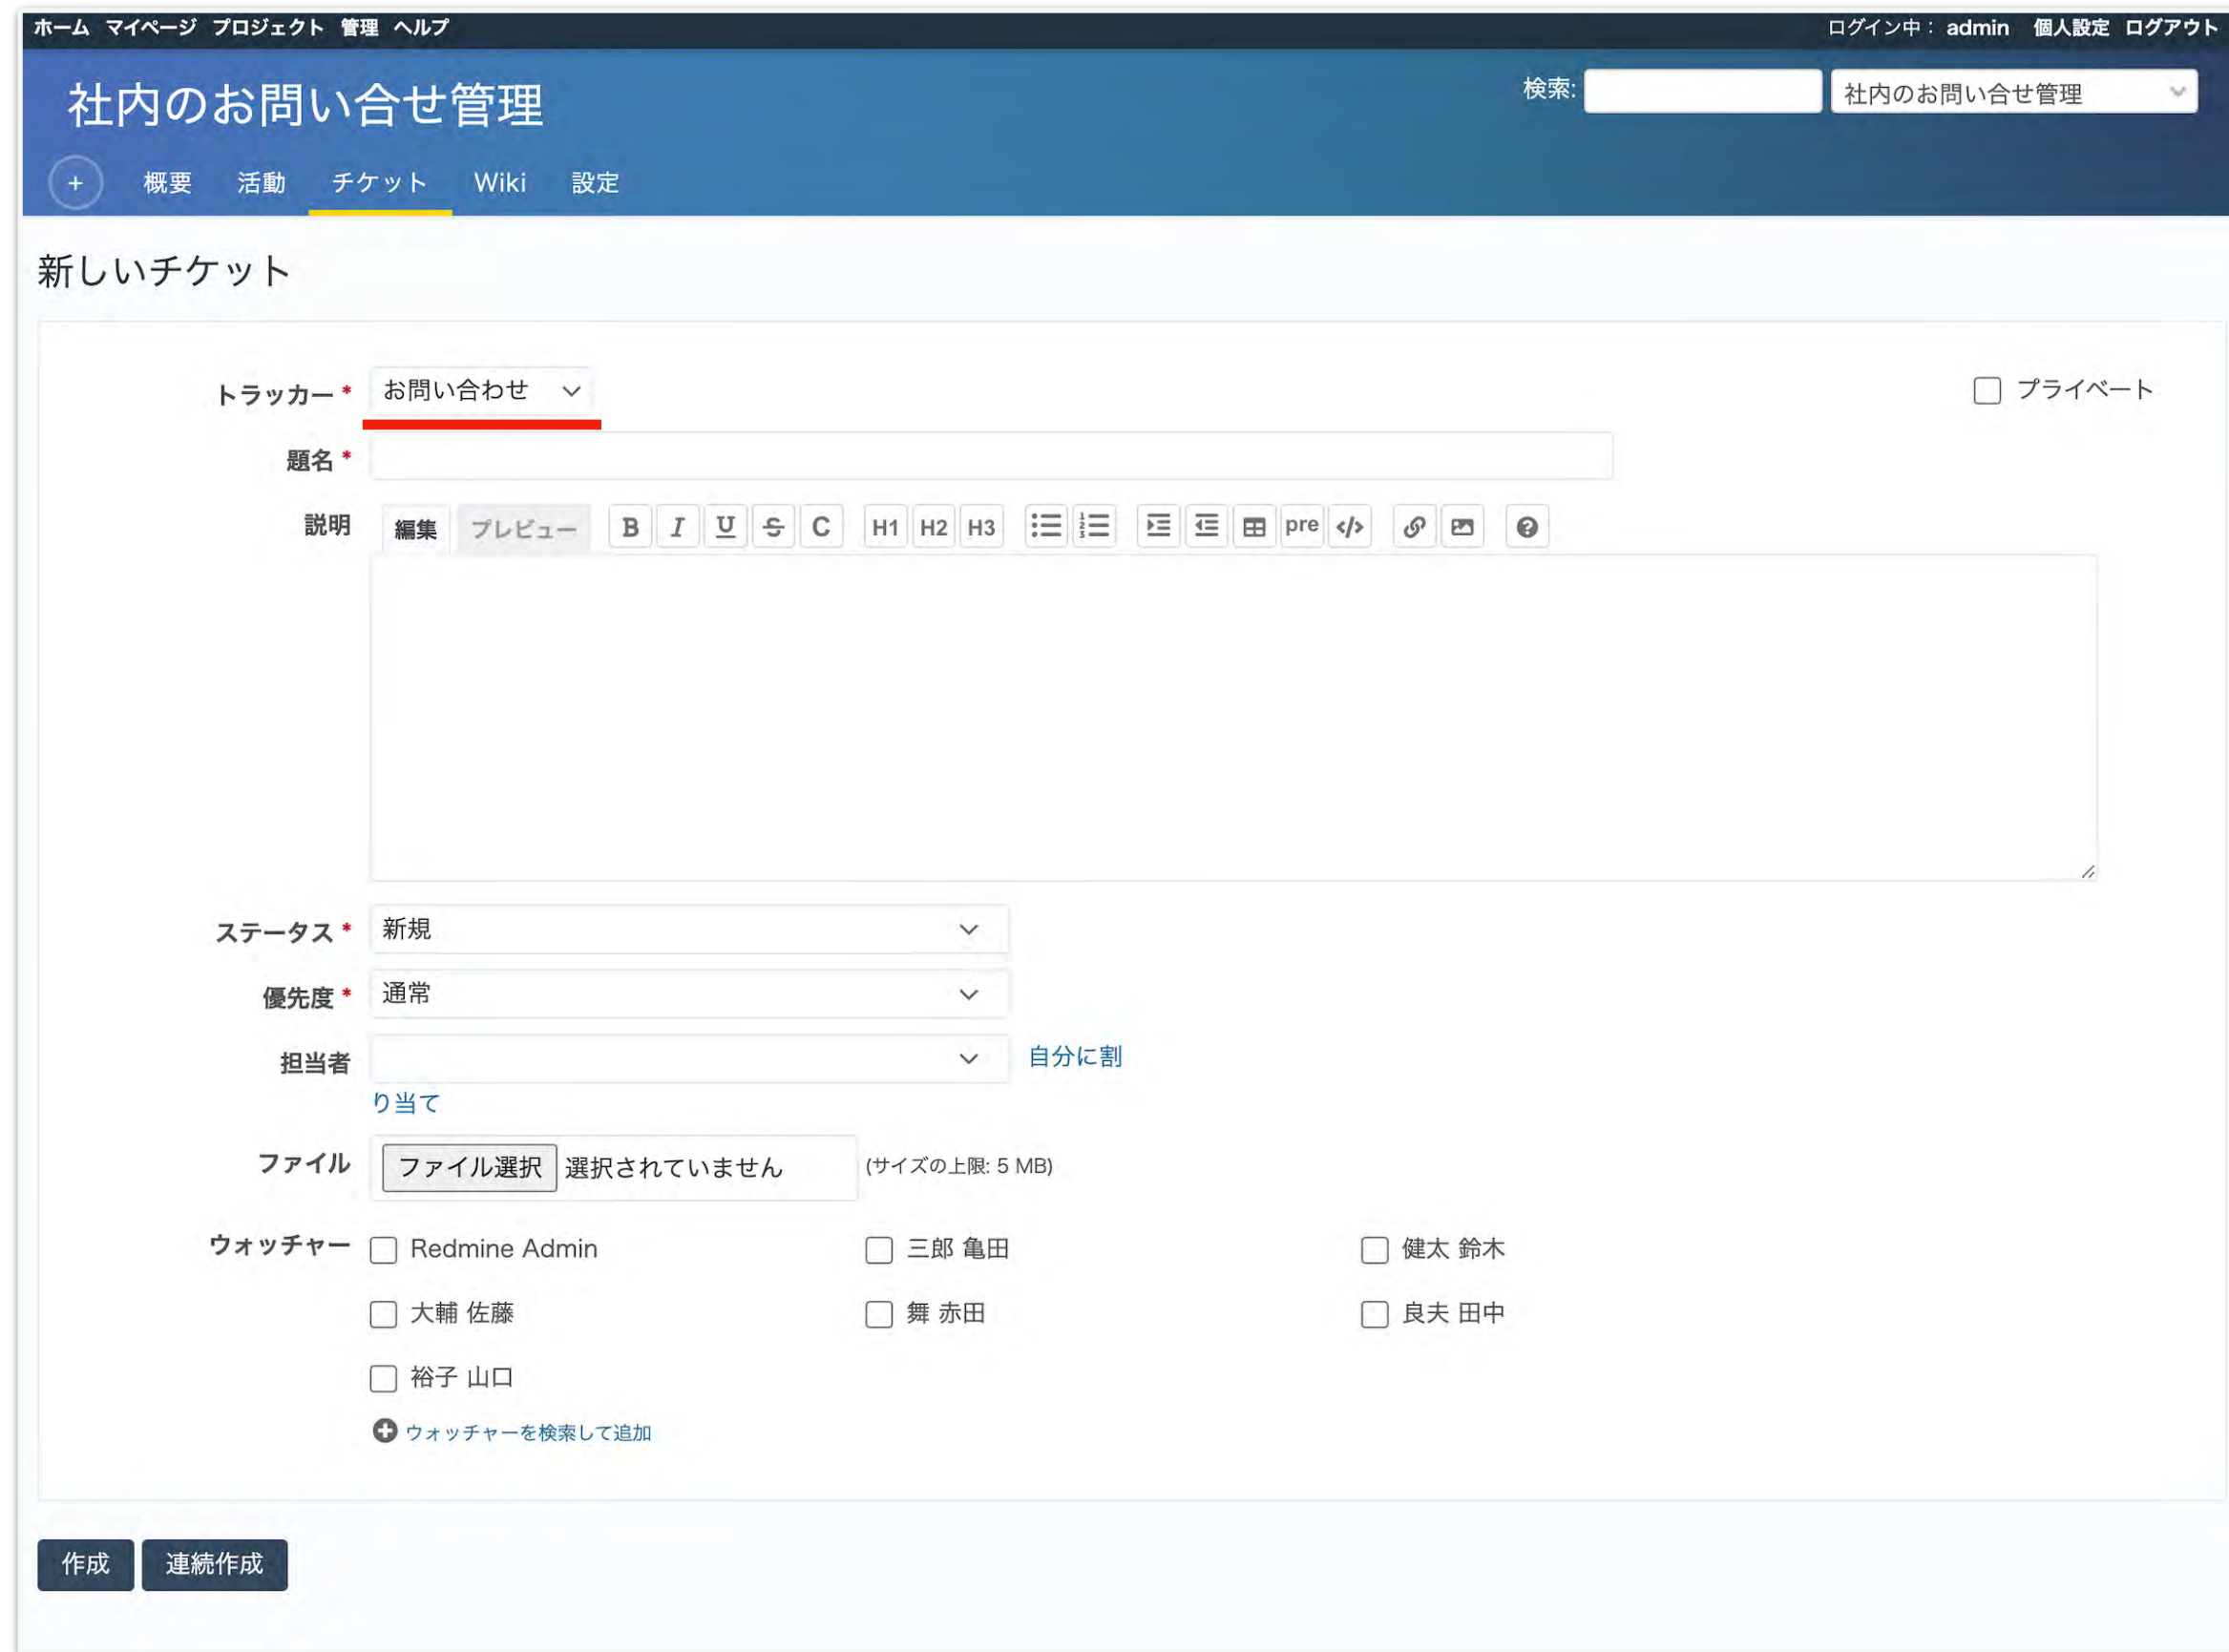 ホーム マイページ プロジェクト 管理 ヘルプ ログイン中： admin 個人設定 ログアウト
社内のお問い合せ管理
検索: 社内のお問い合せ管理
+ 概要 活動 チケット Wiki 設定
新しいチケット
トラッカー * お問い合わせ プライベート
題名 *
説明 編集 プレビュー B I U S C H1 H2 H3 pre </> ?
ステータス * 新規
優先度 * 通常
担当者 自分に割
り当て
ファイル ファイル選択 選択されていません (サイズの上限: 5 MB)
ウォッチャー Redmine Admin 三郎 亀田 健太 鈴木
大輔 佐藤 舞 赤田 良夫 田中
裕子 山口
ウォッチャーを検索して追加
作成 連続作成